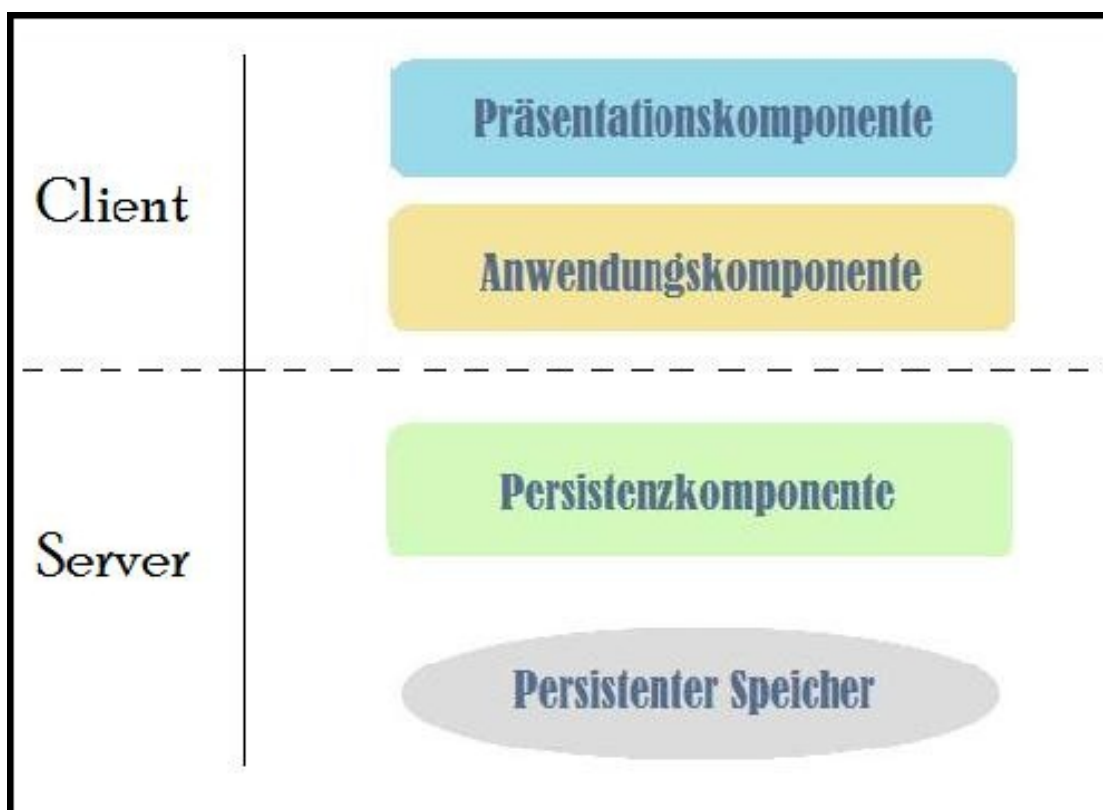 Client
Präsentationskomponente
Anwendungskomponente
Server
Persistenzkomponente
Persistenter Speicher